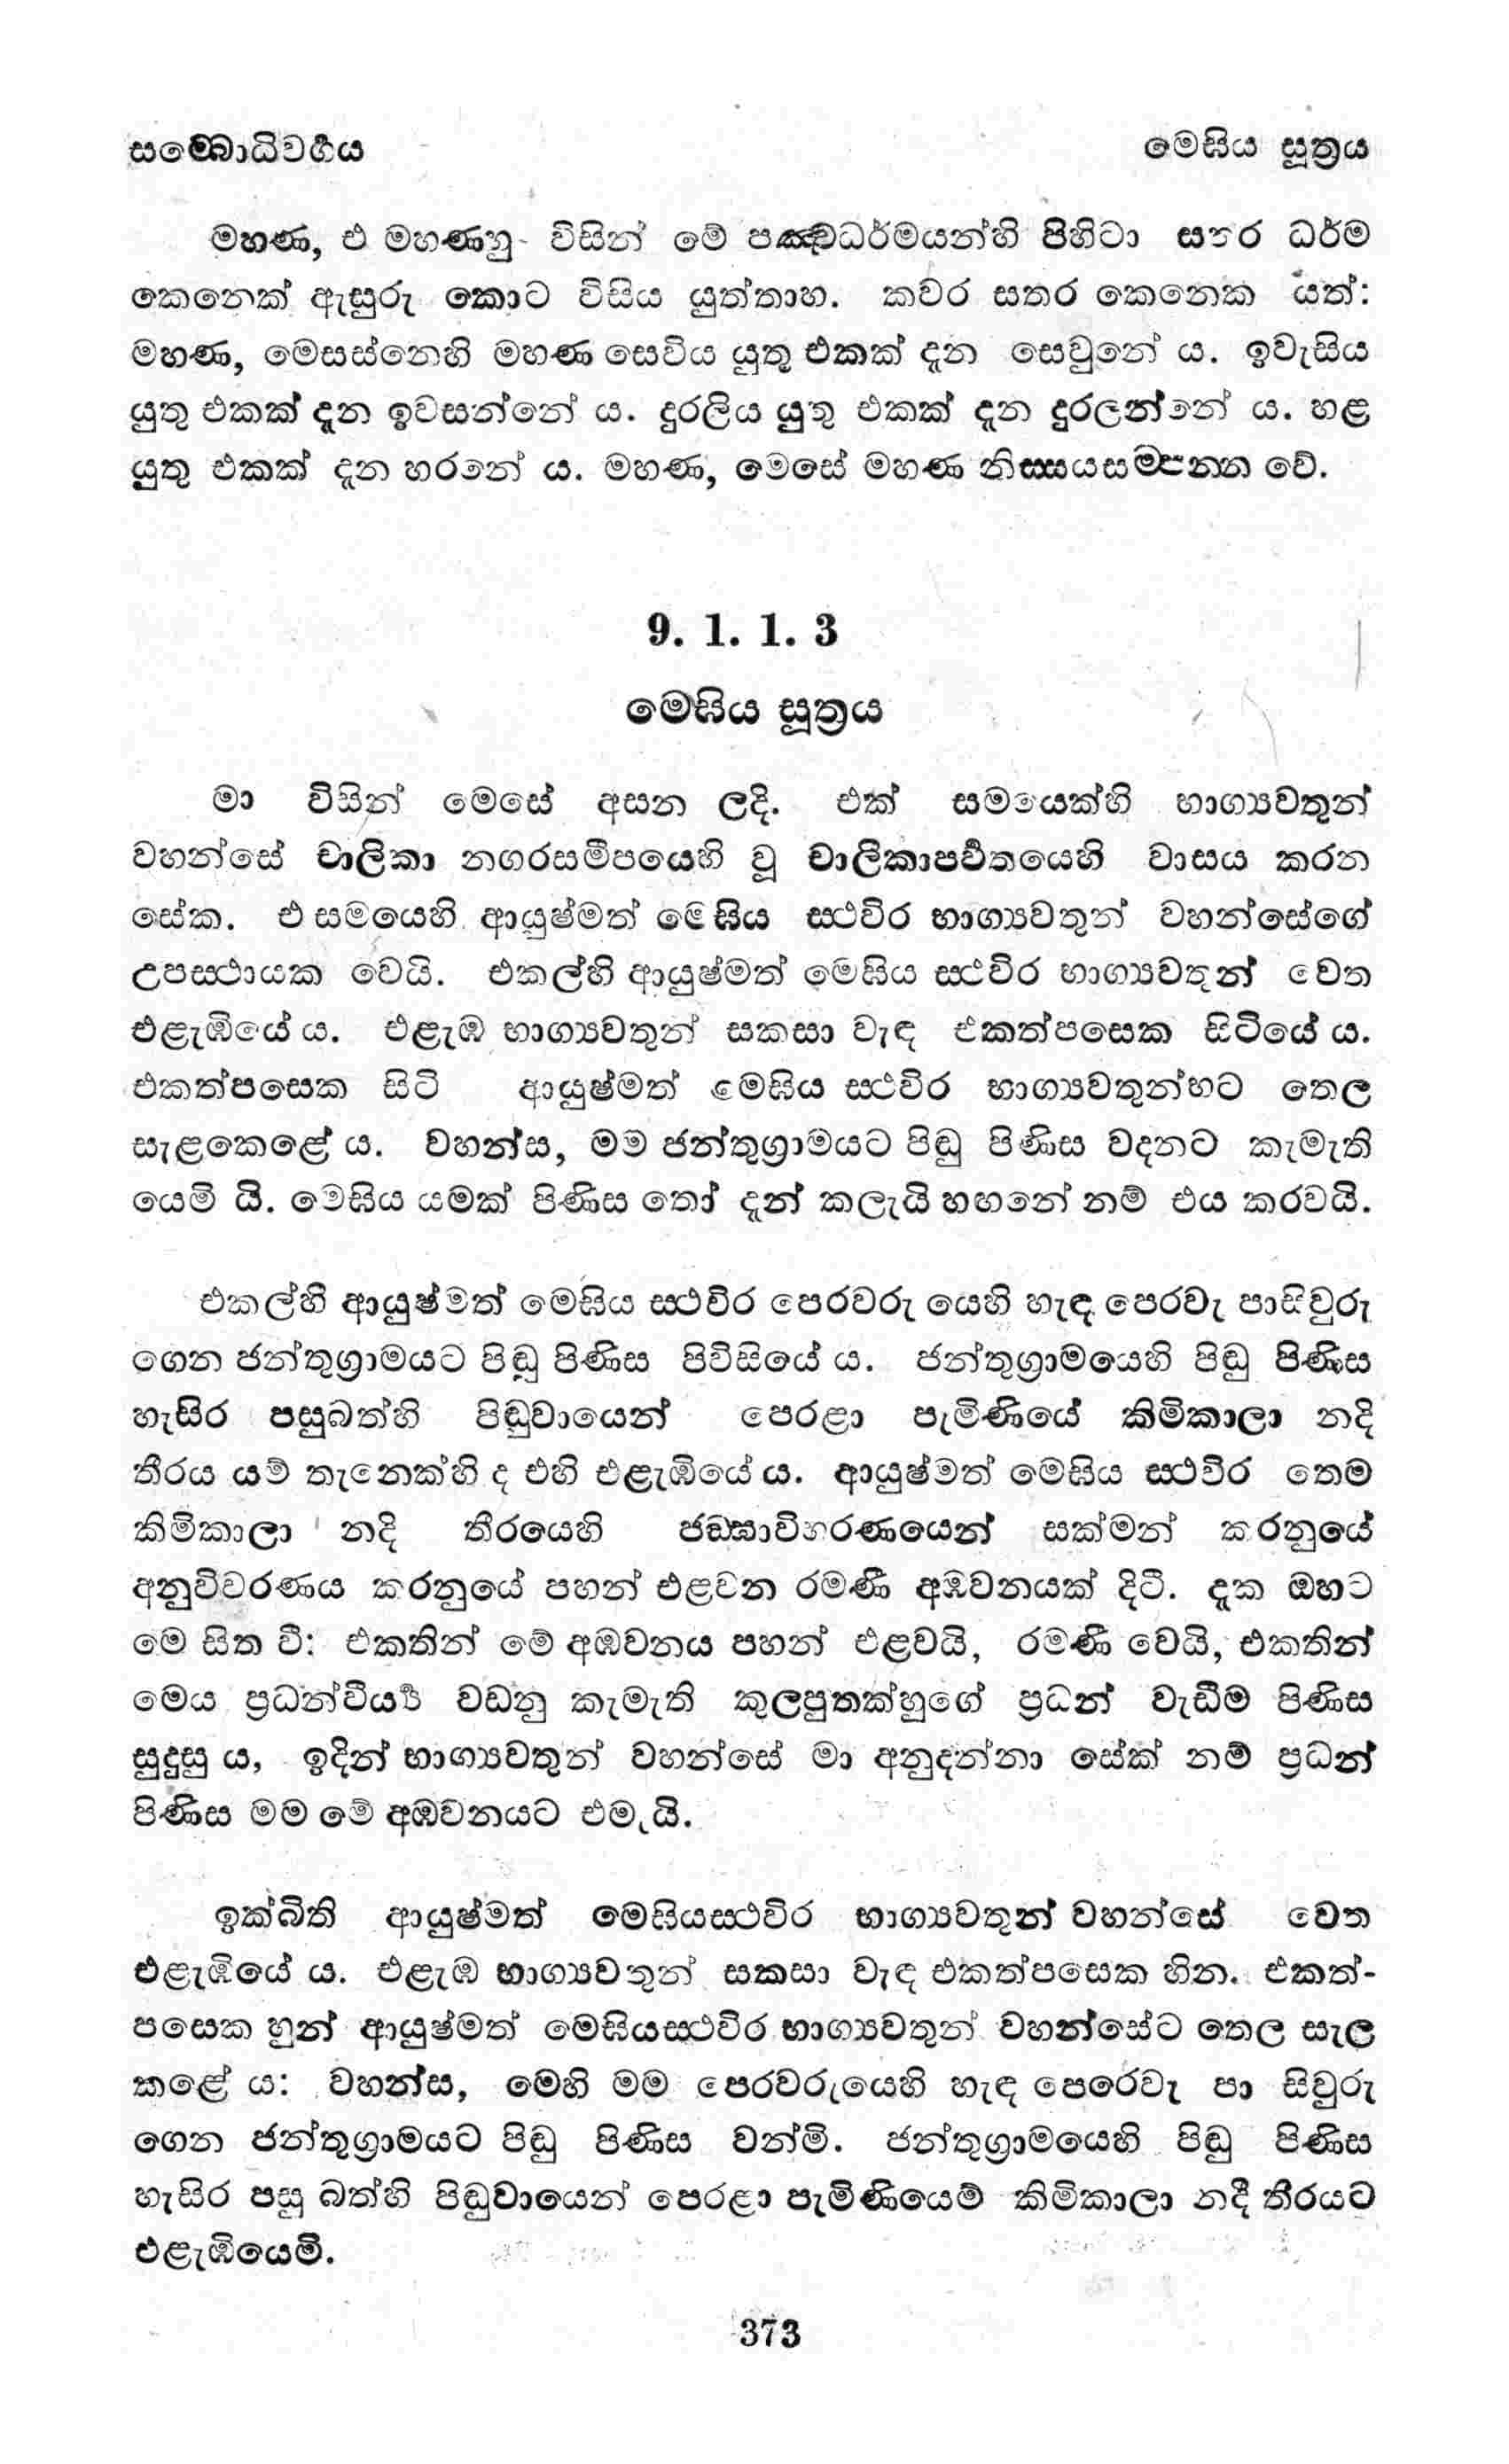 සම්බොධිවර්ගය
මෙඝිය සූත්‍රය
මහණ, එ මහණහු විසින් මේ පඤ්චධර්මයන්හි පිහිටා සතර ධර්ම
කෙනෙක් ඇසුරු කොට විසිය යුත්තාහ. කවර සතර කෙනෙක යත්:
මහණ, මෙසස්නෙහි මහණ සෙවිය යුතු එකක් දැන සෙවුනේ ය. ඉවැසිය
යුතු එකක් දැන ඉවසන්නේ ය. දුරලිය යුතු එකක් දැන දුරලන්නේ ය. හළ
යුතු එකක් දැන හරනේ ය. මහණ, මෙසේ මහණ නිස්සයසම්පන්න වේ.
9. 1. 1. 3
මෙඝිය සූත්‍රය
මා විසින් මෙසේ අසන ලදි. එක් සමයෙක්හි භාග්‍යවතුන්
වහන්සේ චාලිකා නගරසමීපයෙහි වූ චාලිකාපර්වතයෙහි වාසය කරන
සේක. එ සමයෙහි ආයුෂ්මත් මෙඝිය ස්ථවිර භාග්‍යවතුන් වහන්සේගේ
උපස්ථායක වෙයි. එකල්හි ආයුෂ්මත් මෙඝිය ස්ථවිර භාග්‍යවතුන් වෙත
එළැඹියේ ය. එළැඹ භාග්‍යවතුන් සකසා වැඳ එකත්පසෙක සිටියේ ය.
එකත්පසෙක සිටි ආයුෂ්මත් මෙඝිය ස්ථවිර භාග්‍යවතුන්හට තෙල
සැළකෙළේ ය. වහන්ස, මම ජන්තුග්‍රාමයට පිඬු පිණිස වදනට කැමැති
යෙමි යි. මෙඝිය යමක් පිණිස තෝ දැන් කලැයි හඟනේ නම් එය කරවයි.
එකල්හි ආයුෂ්මත් මෙඝිය ස්ථවිර පෙරවරු යෙහි හැඳ පෙරවැ පාසිවුරු
ගෙන ජන්තුග්‍රාමයට පිඬු පිණිස පිවිසියේ ය. ජන්තුග්‍රාමයෙහි පිඬු පිණිස
හැසිර පසුබත්හි පිඬුවායෙන් පෙරළා පැමිණියේ කිමිකාලා නදි
තීරය යම් තැනෙක්හි ද එහි එළැඹියේ ය. ආයුෂ්මත් මෙඝිය ස්ථවිර තෙම
කිමිකාලා නදි තීරයෙහි ජඞ්ඝාවිහරණයෙන් සක්මන් කරනුයේ
අනුවිචරණය කරනුයේ පහන් එළවන රමණී අඹවනයක් දිටී. දැක ඔහට
මෙ සිත වී: එකතින් මේ අඹවනය පහන් එළවයි, රමණී වෙයි, එකතින්
මෙය ප්‍රධන්වීර්‍ය්‍ය වඩනු කැමැති කුලපුතක්හුගේ ප්‍රධන් වැඩීම පිණිස
සුදුසු ය, ඉදින් භාග්‍යවතුන් වහන්සේ මා අනුදන්නා සේක් නම් ප්‍රධන්
පිණිස මම මේ අඹවනයට එමැයි.
ඉක්බිති ආයුෂ්මත් මෙඝියස්ථවිර භාග්‍යවතුන් වහන්සේ වෙත
එළැඹියේ ය. එළැඹ භාග්‍යවතුන් සකසා වැඳ එකත්පසෙක හින. එකත්-
පසෙක හුන් ආයුෂ්මත් මෙඝියස්ථවිර භාග්‍යවතුන් වහන්සේට තෙල සැල
කළේ ය: වහන්ස, මෙහි මම පෙරවරුයෙහි හැඳ පෙරෙවැ පා සිවුරු
ගෙන ජන්තුග්‍රාමයට පිඬු පිණිස වන්මි. ජන්තුග්‍රාමයෙහි පිඬු පිණිස
හැසිර පසු බත්හි පිඬුවායෙන් පෙරළා පැමිණියෙම් කිමිකාලා නදී තීරයට
එළැඹියෙමි.
373